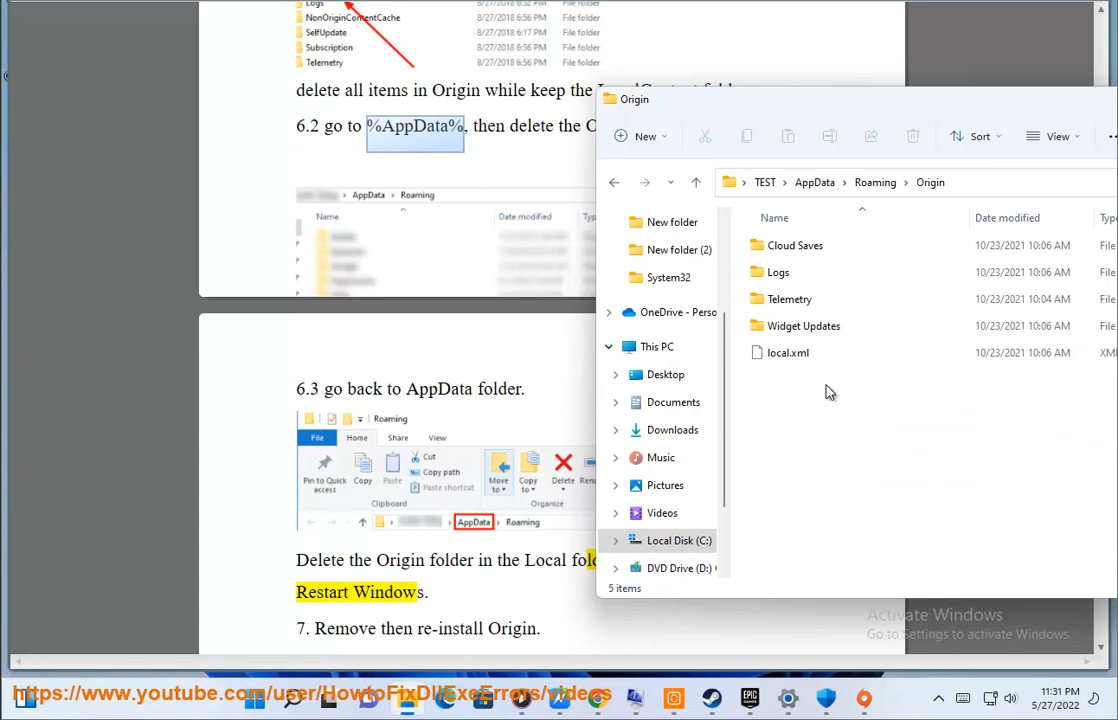 Logs 8/27/2018 6:52 PM File folder
NonOriginContentCache 8/27/2018 6:56 PM File folder
SelfUpdate 8/27/2018 6:17 PM File folder
Subscription 8/27/2018 6:56 PM File folder
Telemetry 8/27/2018 6:56 PM File folder
delete all items in Origin while keep the
6.2 go to %AppData%, then delete the O
AppData Roaming
Name Date modified
6.3 go back to AppData folder.
Roaming
File Home Share View
Pin to Quick access
Copy
Paste
Cut
Copy path
Paste shortcut
Move to
Copy to
Delete
Clipboard
Organize
AppData Roaming
Delete the Origin folder in the Local fol
Restart Windows.
7. Remove then re-install Origin.
Origin
New Sort View
TEST AppData Roaming Origin
Name Date modified
New folder
New folder (2)
System32
OneDrive - Perso
This PC
Desktop
Documents
Downloads
Music
Pictures
Videos
Local Disk (C:)
DVD Drive (D:)
Cloud Saves 10/23/2021 10:06 AM File
Logs 10/23/2021 10:06 AM File
Telemetry 10/23/2021 10:04 AM File
Widget Updates 10/23/2021 10:06 AM File
local.xml 10/23/2021 10:06 AM XM
5 items
Activate Windows
Go to Settings to activate Windows.
https://www.youtube.com/user/HowtoFixDllExeErrors/videos
EPIC GAMES
11:31 PM
5/27/2022